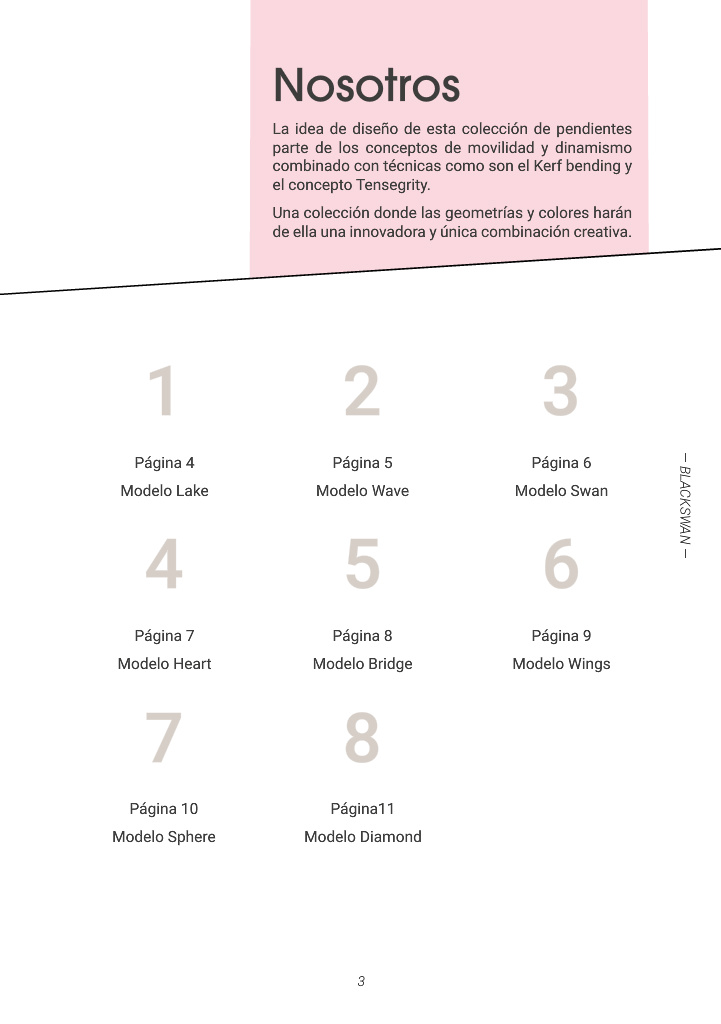 Nosotros
La idea de diseño de esta colección de pendientes
parte de los conceptos de movilidad y dinamismo
combinado con técnicas como son el Kerf bending y
el concepto Tensegrity.
Una colección donde las geometrías y colores harán
de ella una innovadora y única combinación creativa.
1
2
3
Página 4
Página 5
Página 6
Modelo Lake
Modelo Wave
Modelo Swan
4
5
6
Página 7
Página 8
Página 9
Modelo Heart
Modelo Bridge
Modelo Wings
7
8
Página 10
Página11
Modelo Sphere
Modelo Diamond
— BLACKSWAN —
3